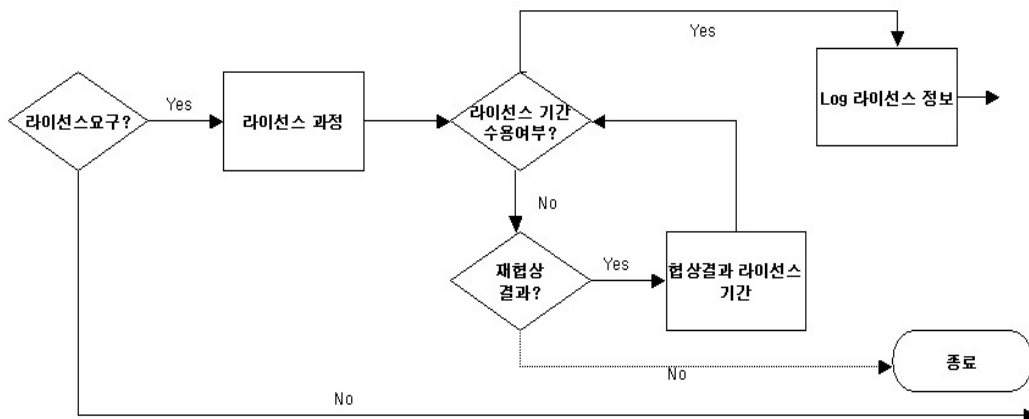 Yes
Log 라이선스 정보
라이선스요구?
Yes
라이선스 과정
라이선스 기간
수용여부?
No
재협상
결과?
Yes
협상결과 라이선스
기간
No
종료
No